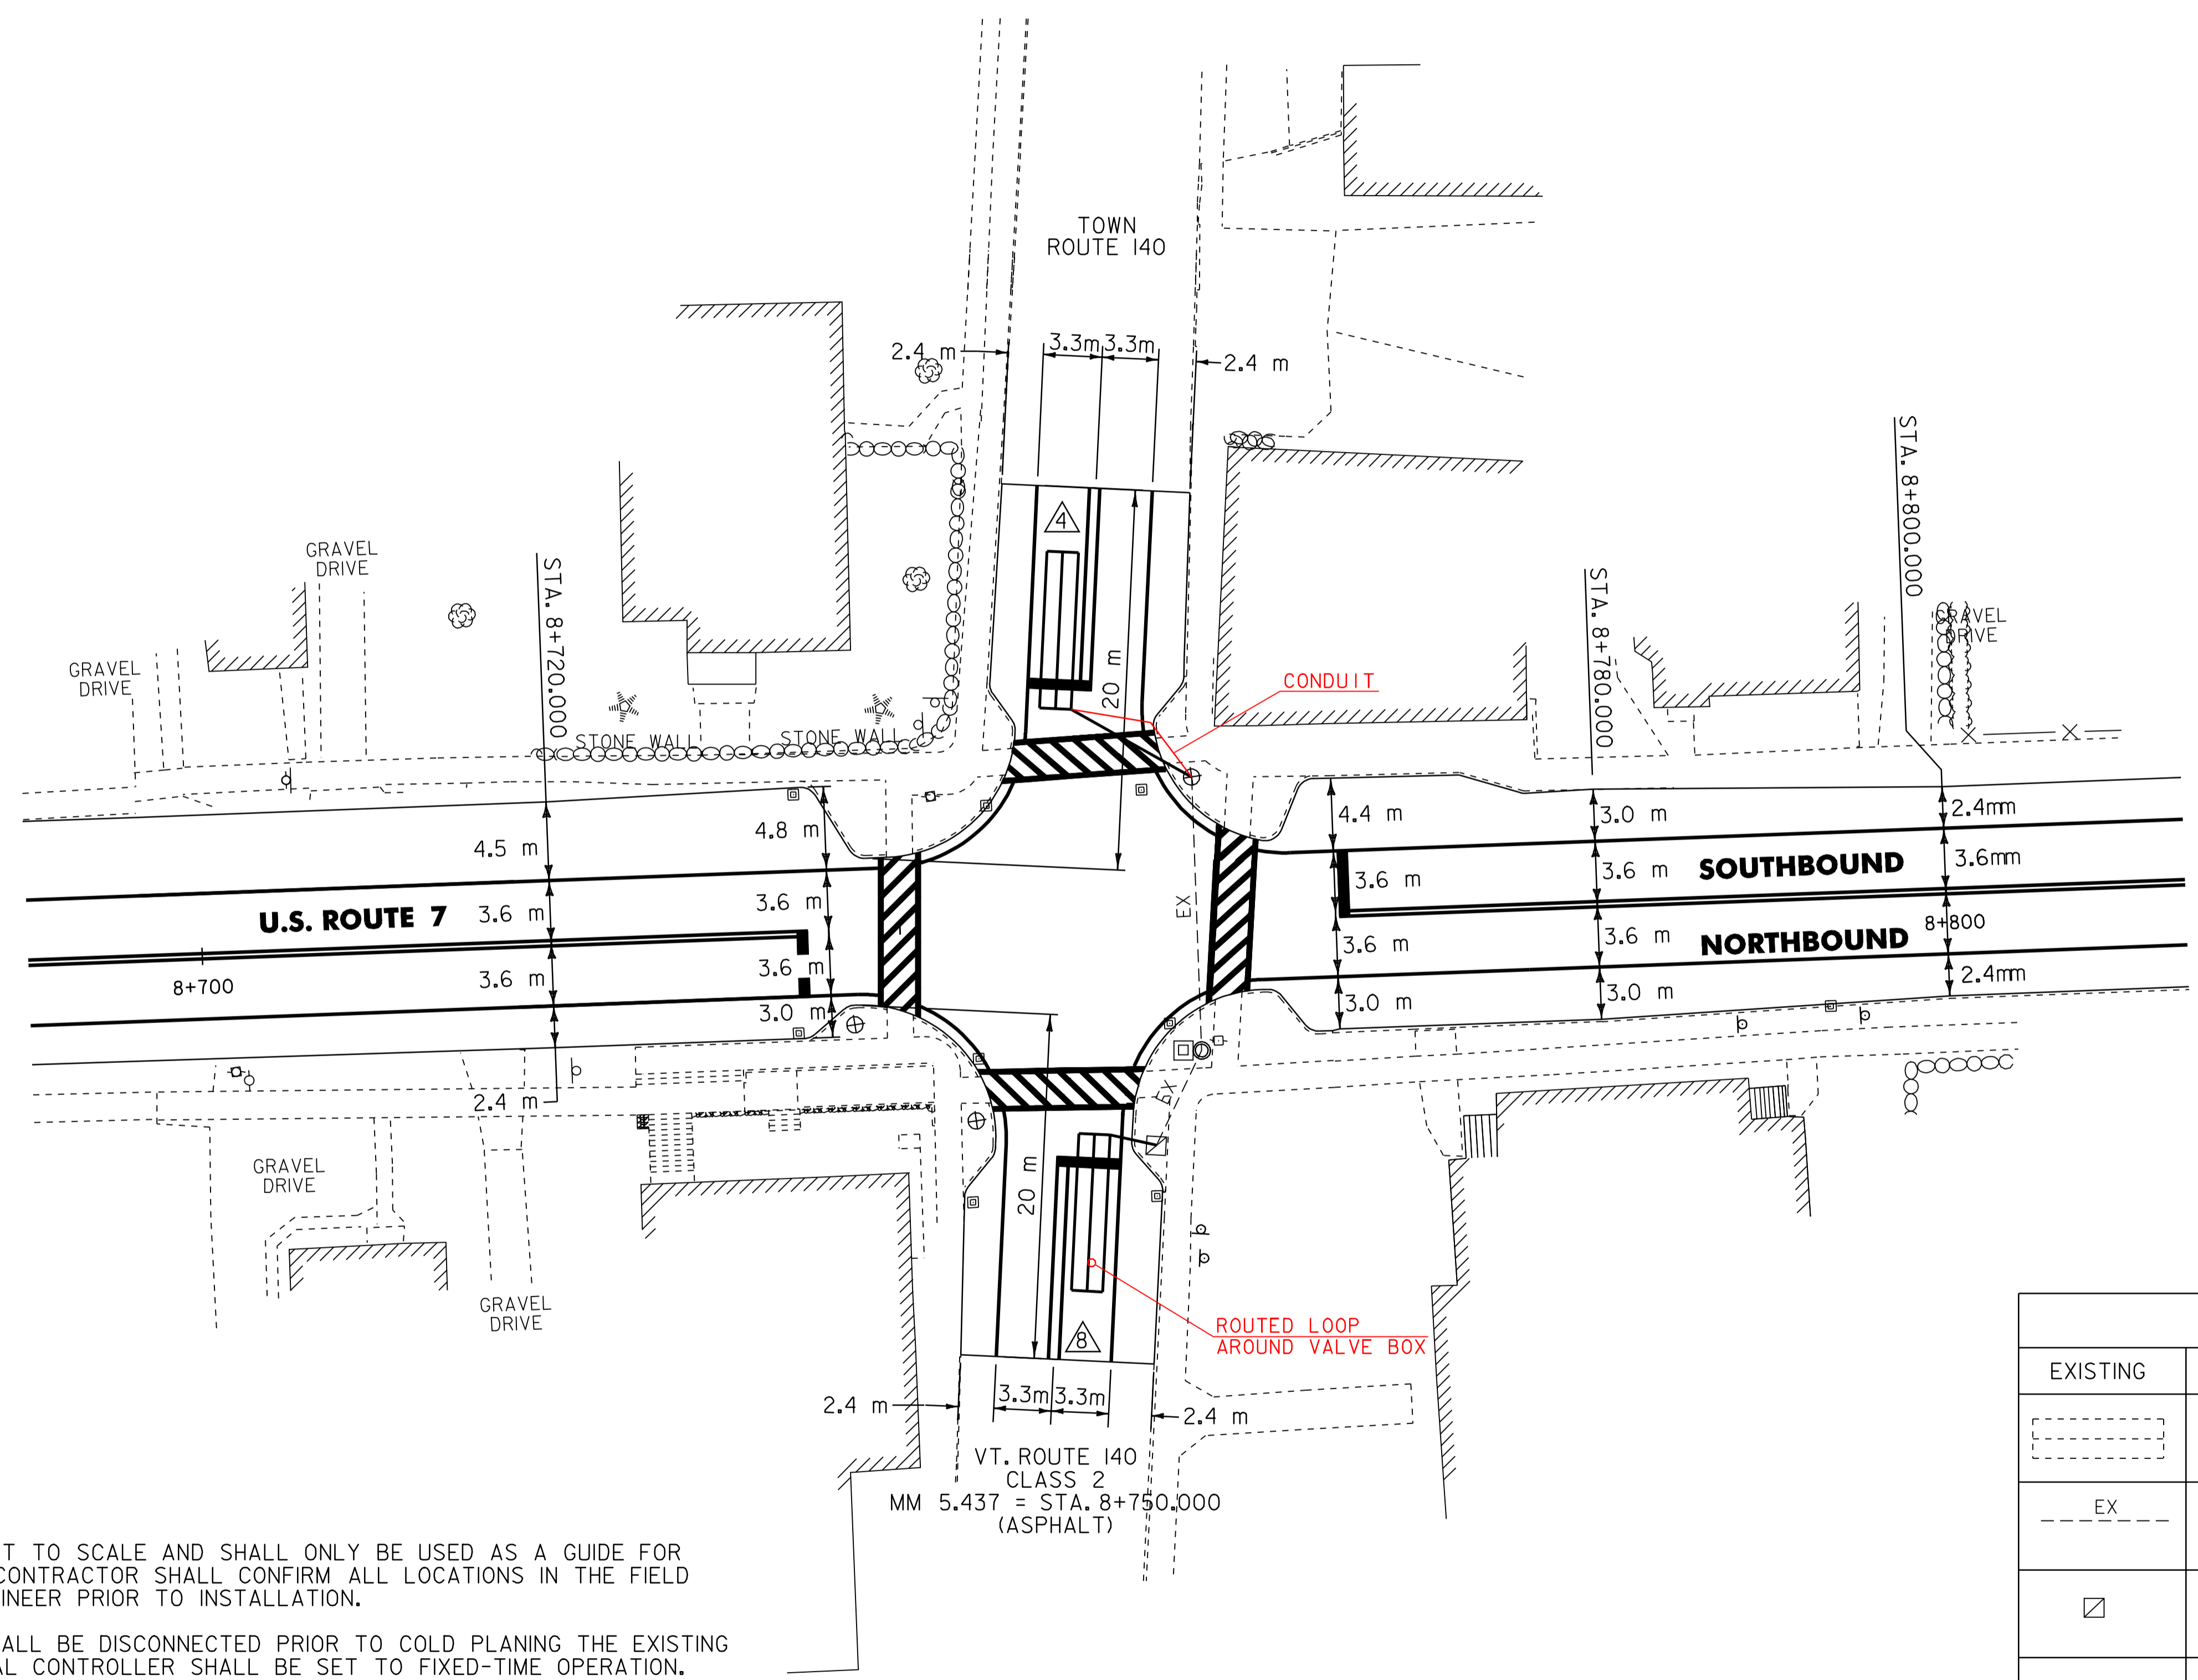 TOWN
ROUTE 140
2.4 m
3.3m
3.3m
2.4 m
4
20 m
CONDUIT
STA. 8+720.000
STA. 8+780.000
STA. 8+800.000
GRAVEL
DRIVE
GRAVEL
DRIVE
GRAVEL
DRIVE
STONE WALL
STONE WALL
4.5 m
4.8 m
4.4 m
3.0 m
2.4mm
U.S. ROUTE 7
3.6 m
3.6 m
EX
3.6 m
3.6 m
SOUTHBOUND
3.6mm
8+700
3.6 m
3.6 m
3.6 m
3.6 m
NORTHBOUND
8+800
3.0 m
3.0 m
3.0 m
2.4mm
2.4 m
EX
GRAVEL
DRIVE
GRAVEL
DRIVE
20 m
8
ROUTED LOOP
AROUND VALVE BOX
2.4 m
3.3m
3.3m
2.4 m
VT. ROUTE 140
CLASS 2
MM 5.437 = STA. 8+750.000
(ASPHALT)
EXISTING
EX
T TO SCALE AND SHALL ONLY BE USED AS A GUIDE FOR
CONTRACTOR SHALL CONFIRM ALL LOCATIONS IN THE FIELD
INEER PRIOR TO INSTALLATION.
ALL BE DISCONNECTED PRIOR TO COLD PLANING THE EXISTING
AL CONTROLLER SHALL BE SET TO FIXED-TIME OPERATION.